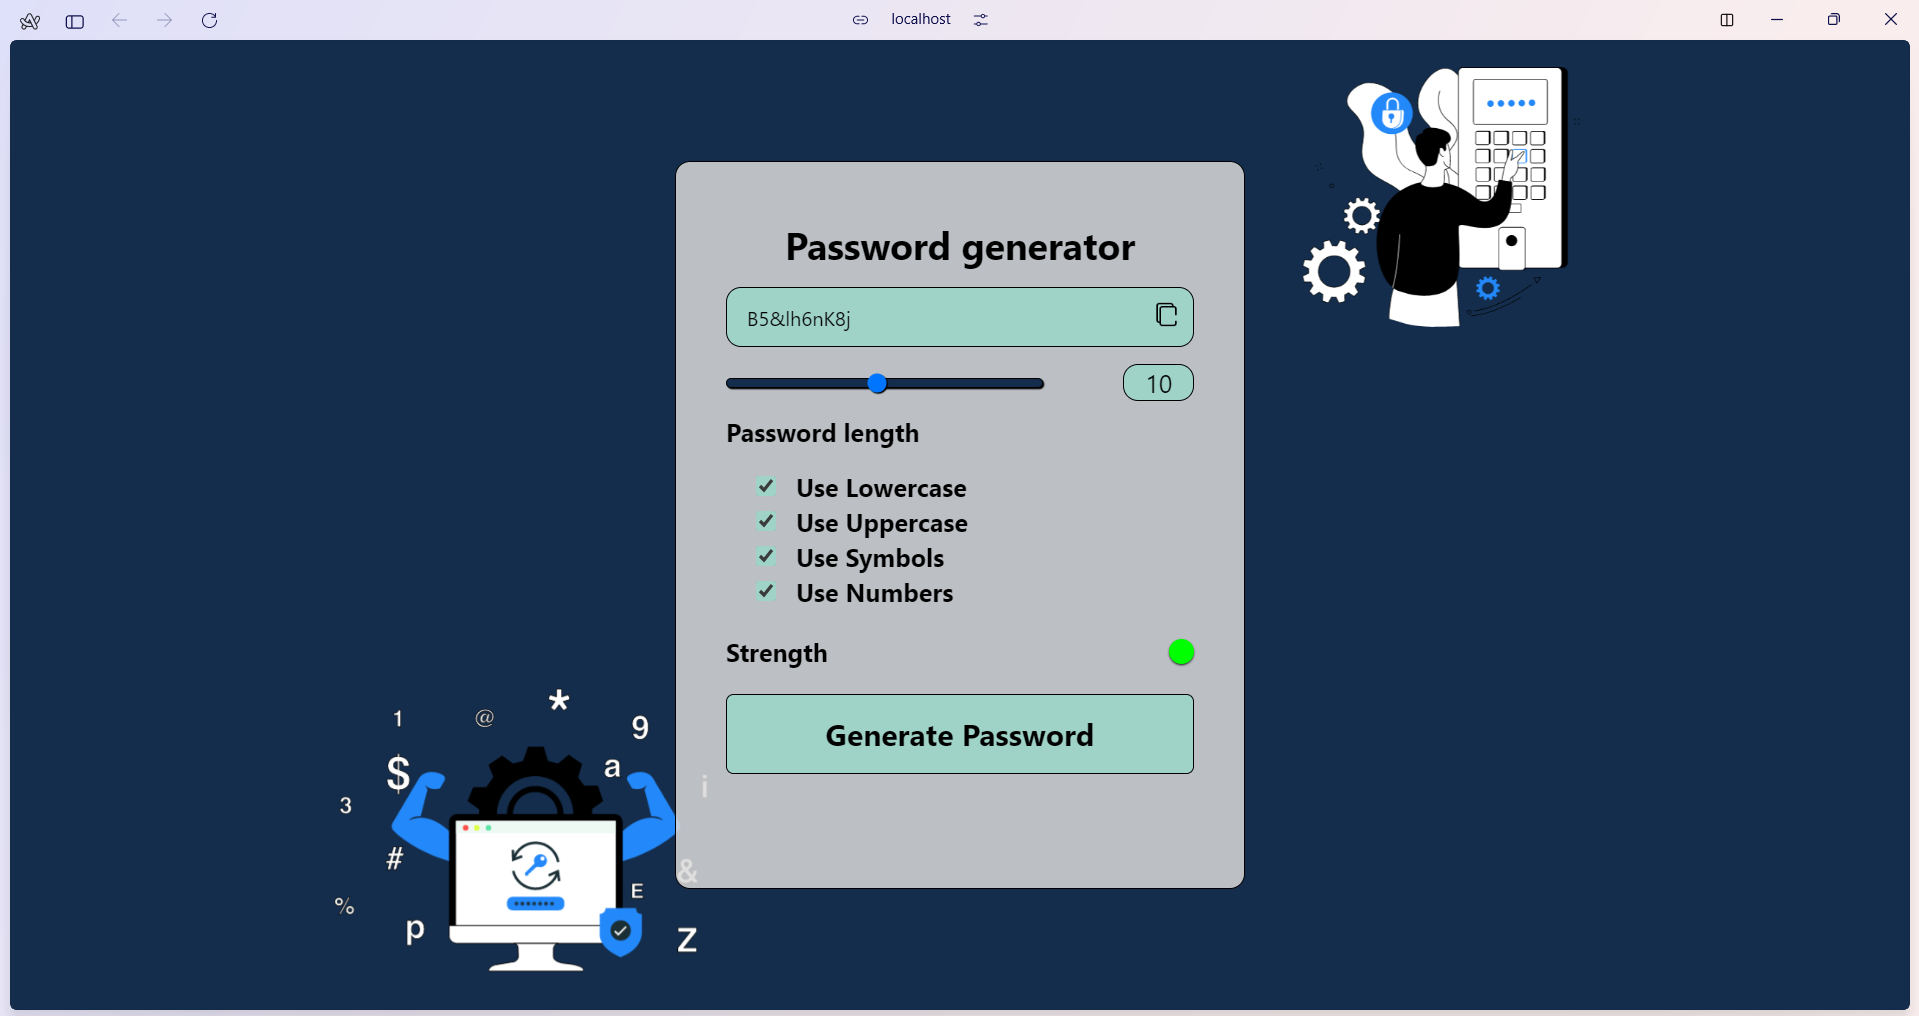 localhost
Password generator
B5&lh6nK8j
10
Password length
Use Lowercase
Use Uppercase
Use Symbols
Use Numbers
Strength
Generate Password
*
1
@
9
$
a
i
3
#
&
E
%
p
Z